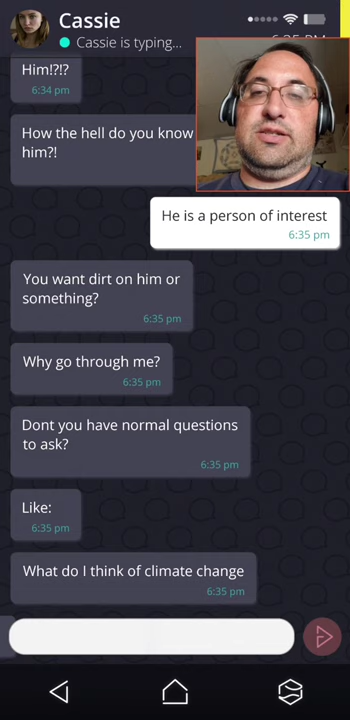 Cassie
Cassie is typing...
Him!?!?
6:34 pm
How the hell do you know
him?!
He is a person of interest
6:35 pm
You want dirt on him or
something?
6:35 pm
Why go through me?
6:35 pm
Dont you have normal questions
to ask?
6:35 pm
Like:
6:35 pm
What do I think of climate change
6:35 pm